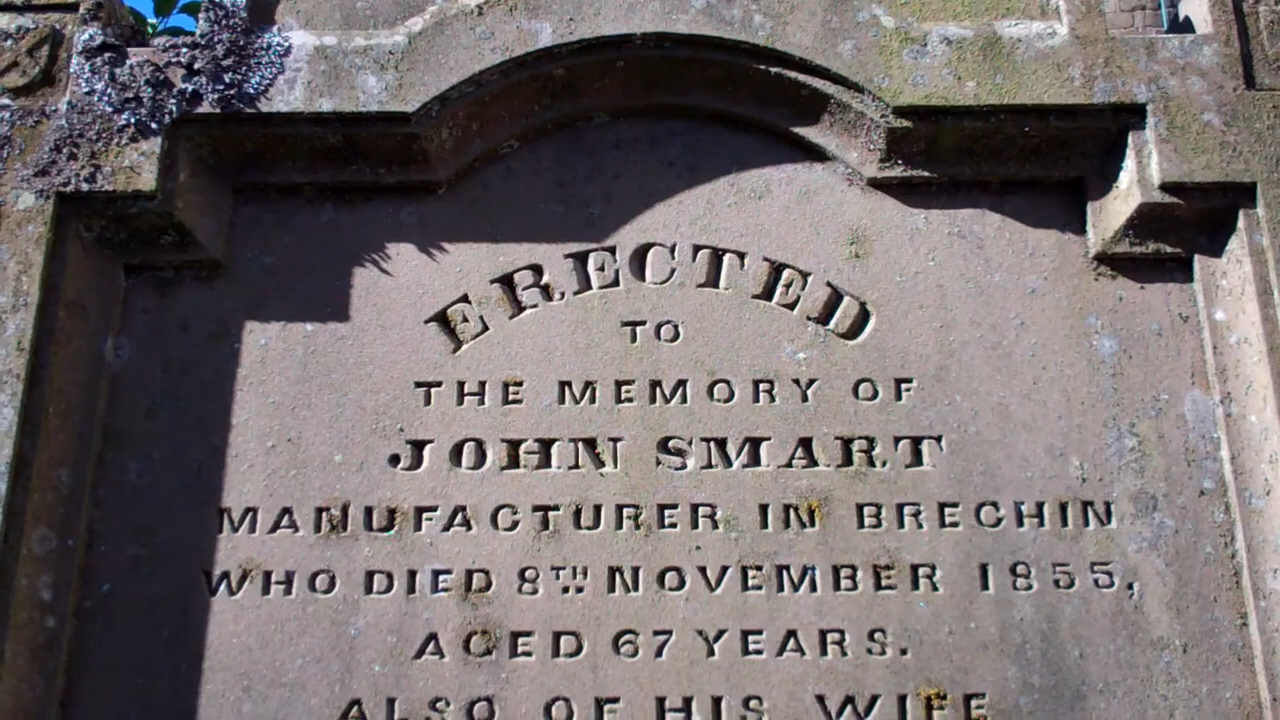 ERECTED
TO
THE MEMORY OF
JOHN SMART
MANUFACTURER IN BRECHIN
WHO DIED 8TH NOVEMBER 1855,
AGED 67 YEARS.
ALSO OF HIS WIFE